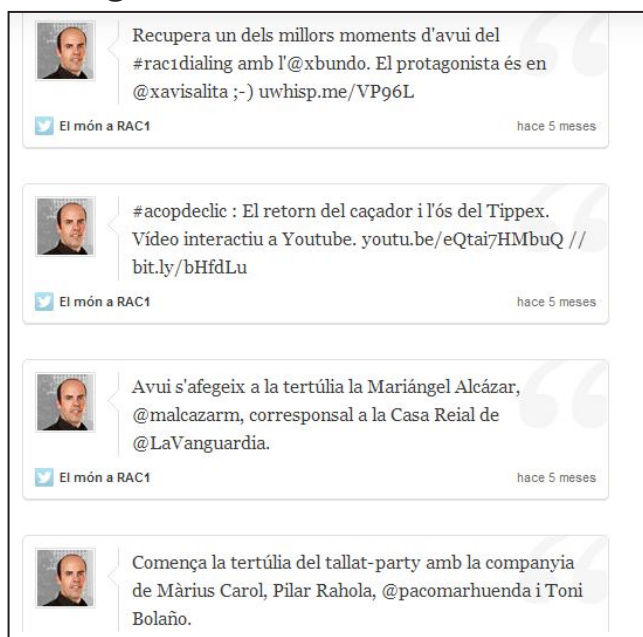 Recupera un dels millors moments d'avui del
#rac1dialing amb l'@xbundo. El protagonista és en
@xavisalita ;-) uwhisp.me/VP96L
El món a RAC1
hace 5 meses
#acopdeclic : El retorn del caçador i l'ós del Tippex.
Vídeo interactiu a Youtube. youtu.be/eQtai7HMbuQ //
bit.ly/bHfdLu
El món a RAC1
hace 5 meses
Avui s'afegeix a la tertúlia la Mariángel Alcázar,
@malcazarm, corresponsal a la Casa Reial de
@LaVanguardia.
El món a RAC1
hace 5 meses
Comença la tertúlia del tallat-party amb la companyia
de Màrius Carol, Pilar Rahola, @pacomarhuenda i Toni
Bolaño.